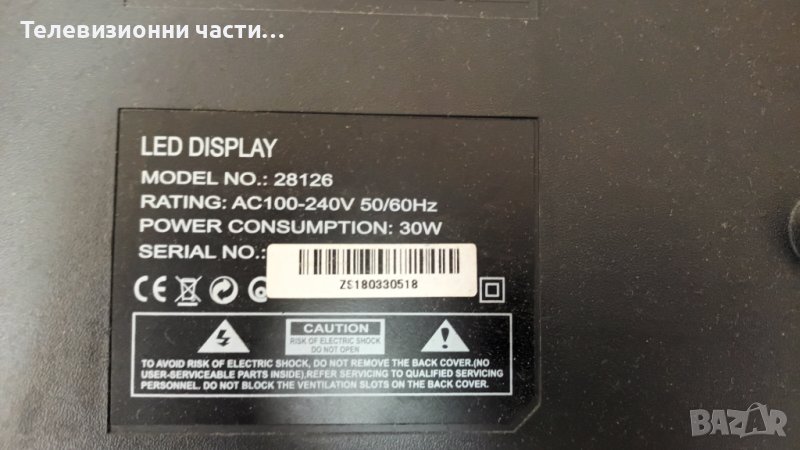 Телевизионни части...
LED DISPLAY
MODEL NO.: 28126
RATING: AC100-240V 50/60Hz
POWER CONSUMPTION: 30W
SERIAL NO.:
ZS180330518
CE
CAUTION
RISK OF ELECTRIC SHOCK
DO NOT OPEN
TO AVOID RISK OF ELECTRIC SHOCK, DO NOT REMOVE THE BACK COVER.(NO
USER-SERVICEABLE PARTS INSIDE),REFER SERVICING TO QUALIFIED SERVICING
PERSONNEL. DO NOT BLOCK THE VENTILATION SLOTS ON THE BACK COVER.
BAZAR